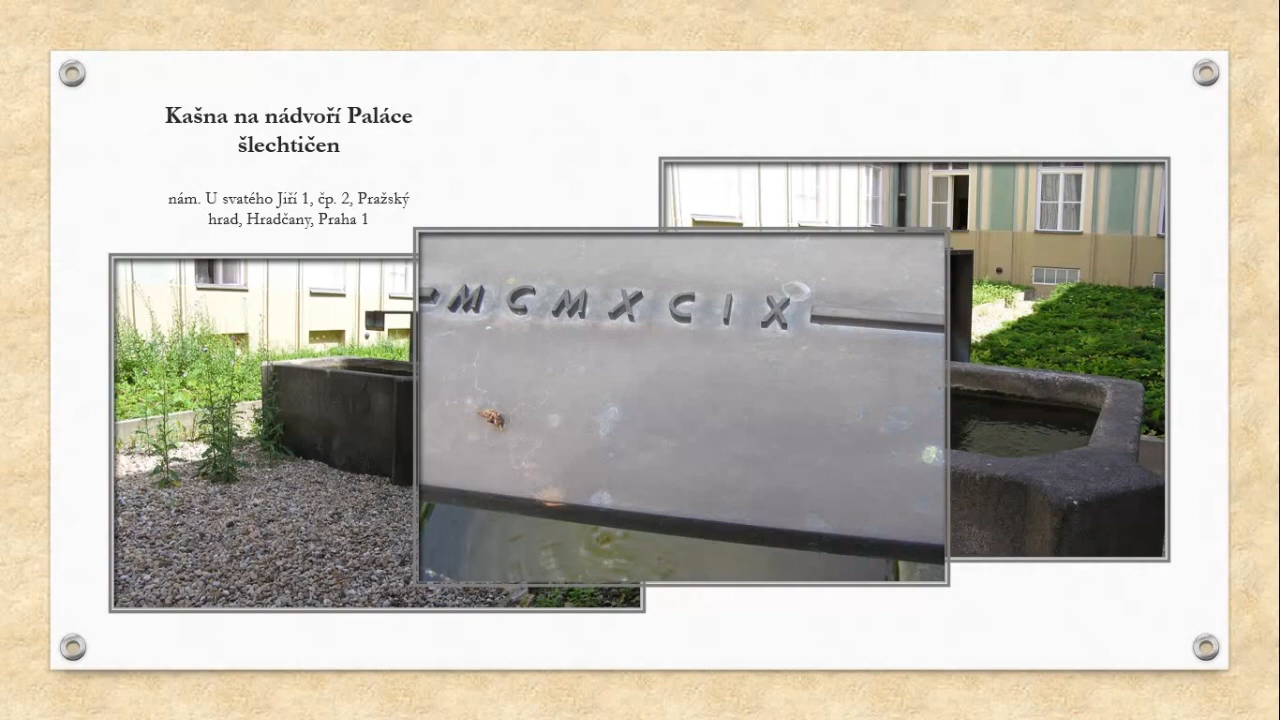 Kašna na nádvoří Paláce
šlechtičen
nám. U svatého Jiří 1, čp. 2, Pražský
hrad, Hradčany, Praha 1
MCMXCIX